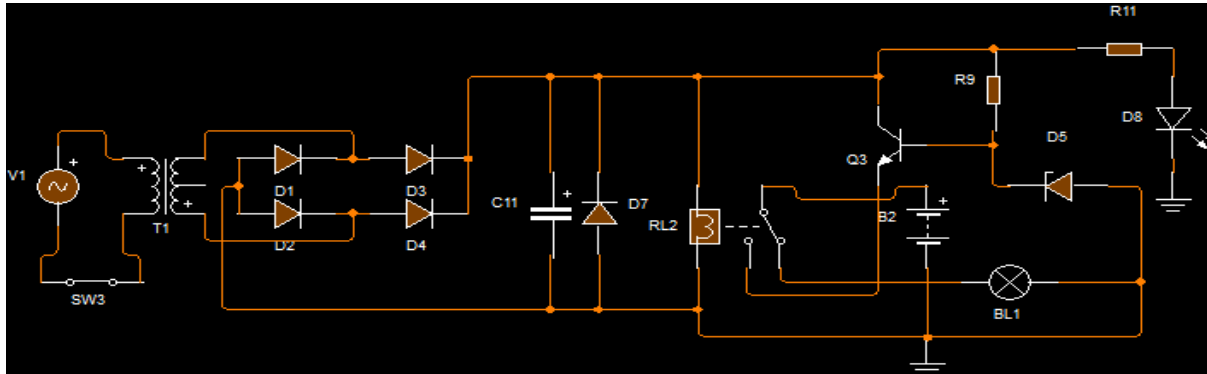 R11
R9
D5
D8
V1
+
+
+
T1
D1
D3
D2
D4
SW3
C11
+
D7
RL2
Q3
B2
+
BL1